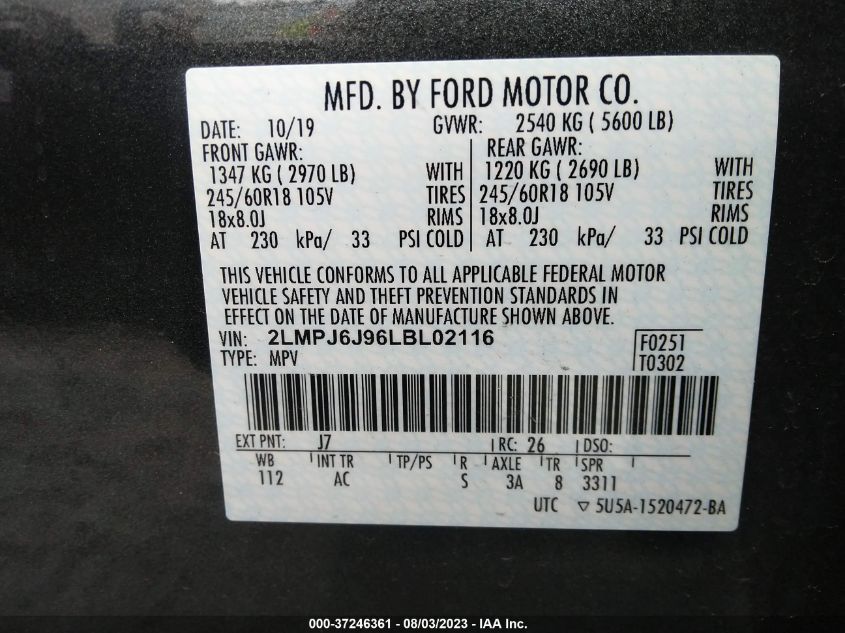 MFD. BY FORD MOTOR CO.
DATE: 10/19 GVWR: 2540 KG ( 5600 LB)
FRONT GAWR: REAR GAWR:
1347 KG ( 2970 LB) WITH 1220 KG ( 2690 LB) WITH
245/60R18 105V TIRES 245/60R18 105V TIRES
18x8.0J RIMS 18x8.0J RIMS
AT 230 kPa/ 33 PSI COLD AT 230 kPa/ 33 PSI COLD
THIS VEHICLE CONFORMS TO ALL APPLICABLE FEDERAL MOTOR
VEHICLE SAFETY AND THEFT PREVENTION STANDARDS IN
EFFECT ON THE DATE OF MANUFACTURE SHOWN ABOVE.
VIN: 2LMPJ6J96LBL02116 F0251
TYPE: MPV T0302
EXT PNT: J7 RC: 26 DSO:
WB INT TR TP/PS R AXLE TR SPR
112 AC S 3A 8 3311
UTC ▽ 5U5A-1520472-BA
000-37246361 - 08/03/2023 - IAA Inc.